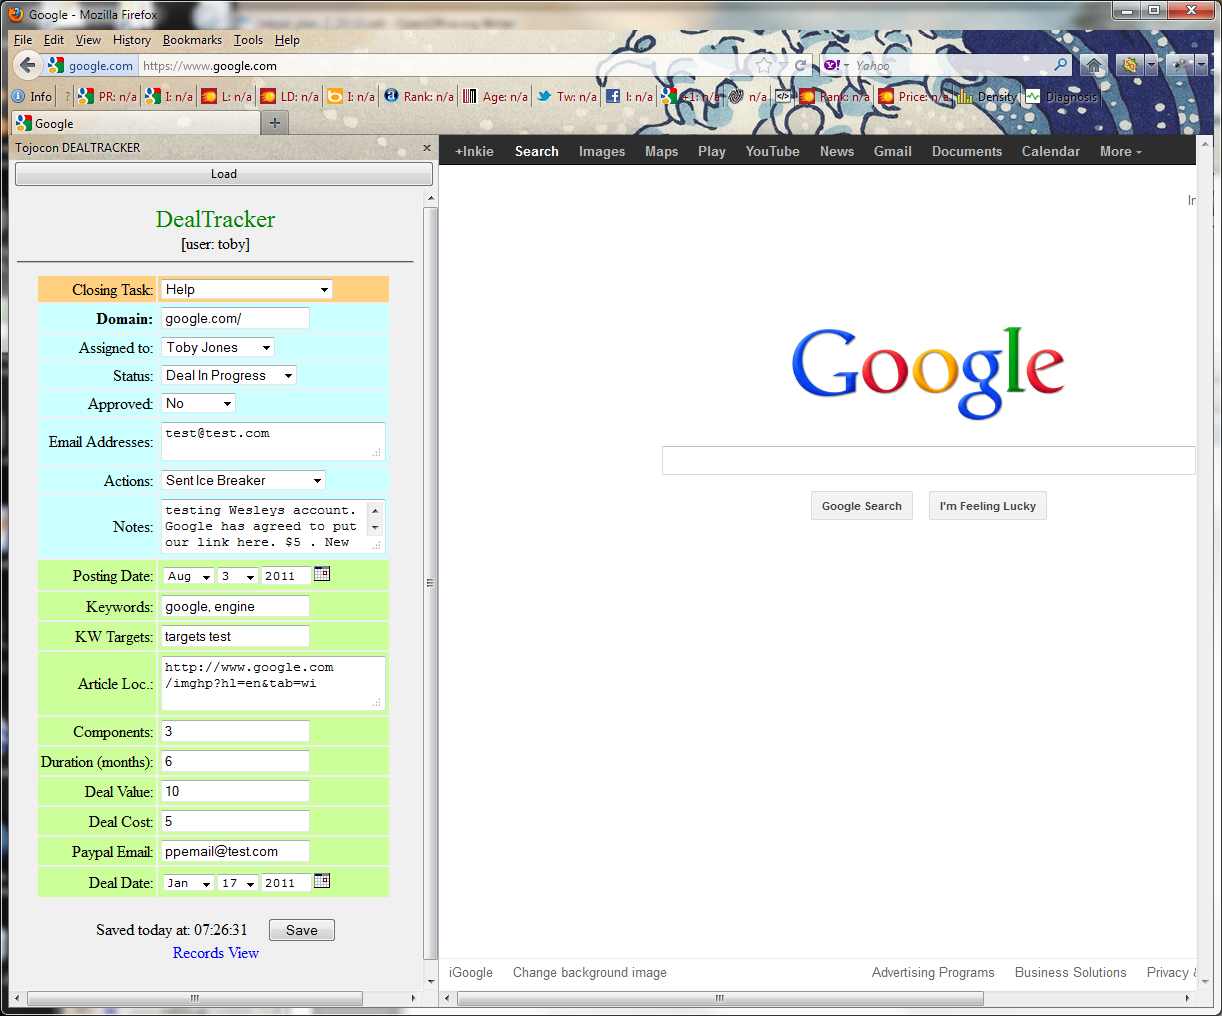 Google - Mozilla Firefox
File Edit View History Bookmarks Tools Help
google.com https://www.google.com Y! Yahoo
Info ? PR: n/a I: n/a L: n/a LD: n/a I: n/a Rank: n/a Age: n/a Tw: n/a I: n/a +1: n/a n/a Rank: n/a Price: n/a Density Diagnosis
Google
Tojocon DEALTRACKER
Load
DealTracker
[user: toby]
Closing Task: Help
Domain: google.com/
Assigned to: Toby Jones
Status: Deal In Progress
Approved: No
Email Addresses: test@test.com
Actions: Sent Ice Breaker
Notes: testing Wesleys account.
Google has agreed to put
our link here. $5 . New
Posting Date: Aug 3 2011
Keywords: google, engine
KW Targets: targets test
Article Loc.: http://www.google.com
/imghp?hl=en&tab=wi
Components: 3
Duration (months): 6
Deal Value: 10
Deal Cost: 5
Paypal Email: ppemail@test.com
Deal Date: Jan 17 2011
Saved today at: 07:26:31 Save
Records View
+Inkie Search Images Maps Play YouTube News Gmail Documents Calendar More
In
Google
Google Search I'm Feeling Lucky
iGoogle Change background image Advertising Programs Business Solutions Privacy &